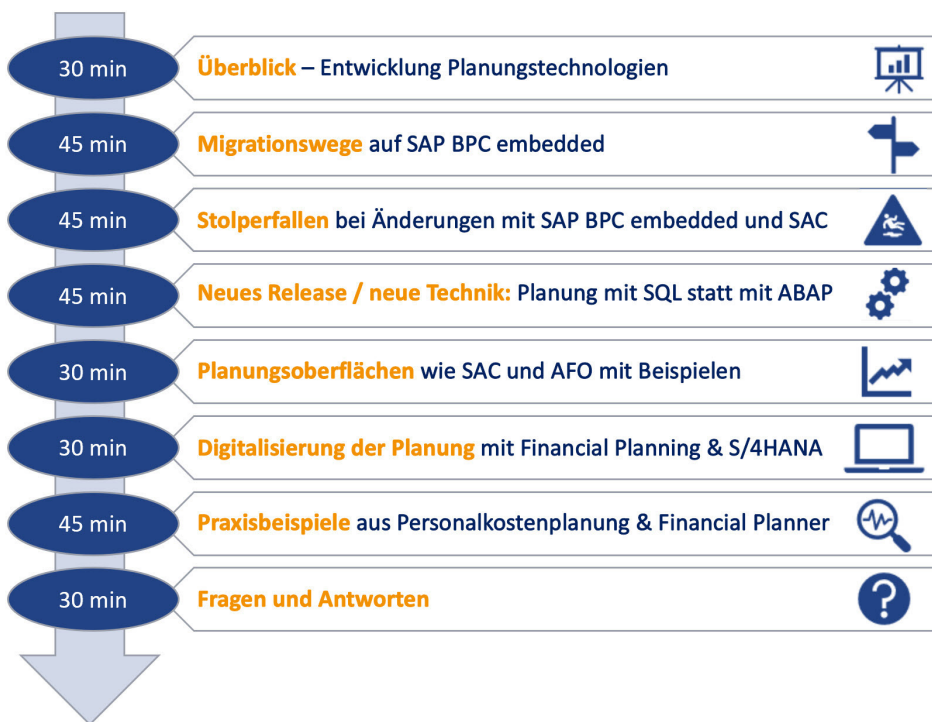 30 min Überblick – Entwicklung Planungstechnologien
45 min Migrationswege auf SAP BPC embedded
45 min Stolperfallen bei Änderungen mit SAP BPC embedded und SAC
45 min Neues Release / neue Technik: Planung mit SQL statt mit ABAP
30 min Planungsoberflächen wie SAC und AFO mit Beispielen
30 min Digitalisierung der Planung mit Financial Planning & S/4HANA
45 min Praxisbeispiele aus Personalkostenplanung & Financial Planner
30 min Fragen und Antworten ?